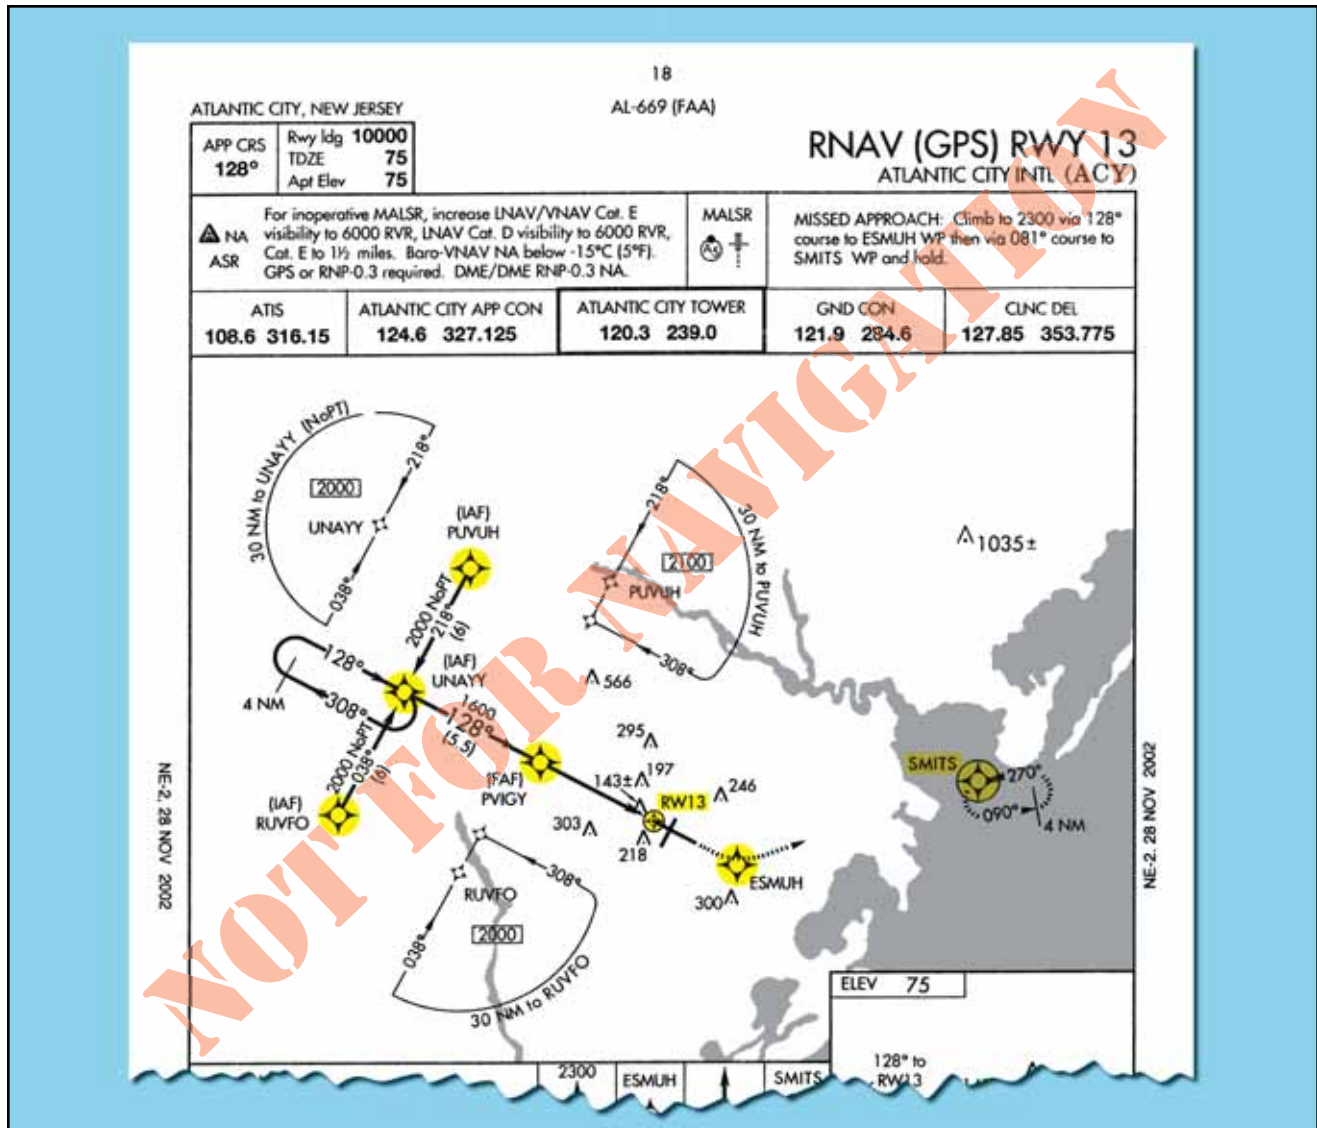 18
ATLANTIC CITY, NEW JERSEY
AL-669 (FAA)
APP CRS
128°
Rwy ldg 10000
TDZE 75
Apt Elev 75
RNAV (GPS) RWY 13
ATLANTIC CITY INTL (ACY)
A NA
ASR
For inoperative MALSR, increase LNAV/VNAV Cat. E
visibility to 6000 RVR, LNAV Cat. D visibility to 6000 RVR,
Cat. E to 1½ miles. Baro-VNAV NA below -15°C (5°F).
GPS or RNP-0.3 required. DME/DME RNP-0.3 NA.
MALSR
A5
MISSED APPROACH: Climb to 2300 via 128°
course to ESMUH WP then via 081° course to
SMITS WP and hold.
ATIS
108.6 316.15
ATLANTIC CITY APP CON
124.6 327.125
ATLANTIC CITY TOWER
120.3 239.0
GND CON
121.9 284.6
CLNC DEL
127.85 353.775
30 NM to UNAYY (NoPT)
218°
2000
UNAYY
038°
(IAF)
PUVUH
2000 NoPT
218°
(6)
218°
30 NM to PUVUH
2100
PUVUH
308°
1035±
128°
308°
4 NM
(IAF)
UNAYY
1600
128°
(5.5)
566
2000 NoPT
038°
(6)
(IAF)
RUVFO
(FAF)
PVIGY
295
197
143±
246
RW13
303
218
SMITS
270°
090°
4 NM
ESMUH
300
308°
RUVFO
2000
038°
30 NM to RUVFO
NE-2, 28 NOV 2002
NE-2, 28 NOV 2002
ELEV 75
128° to
RW13
2300
ESMUH
SMITS
NOT FOR NAVIGATION